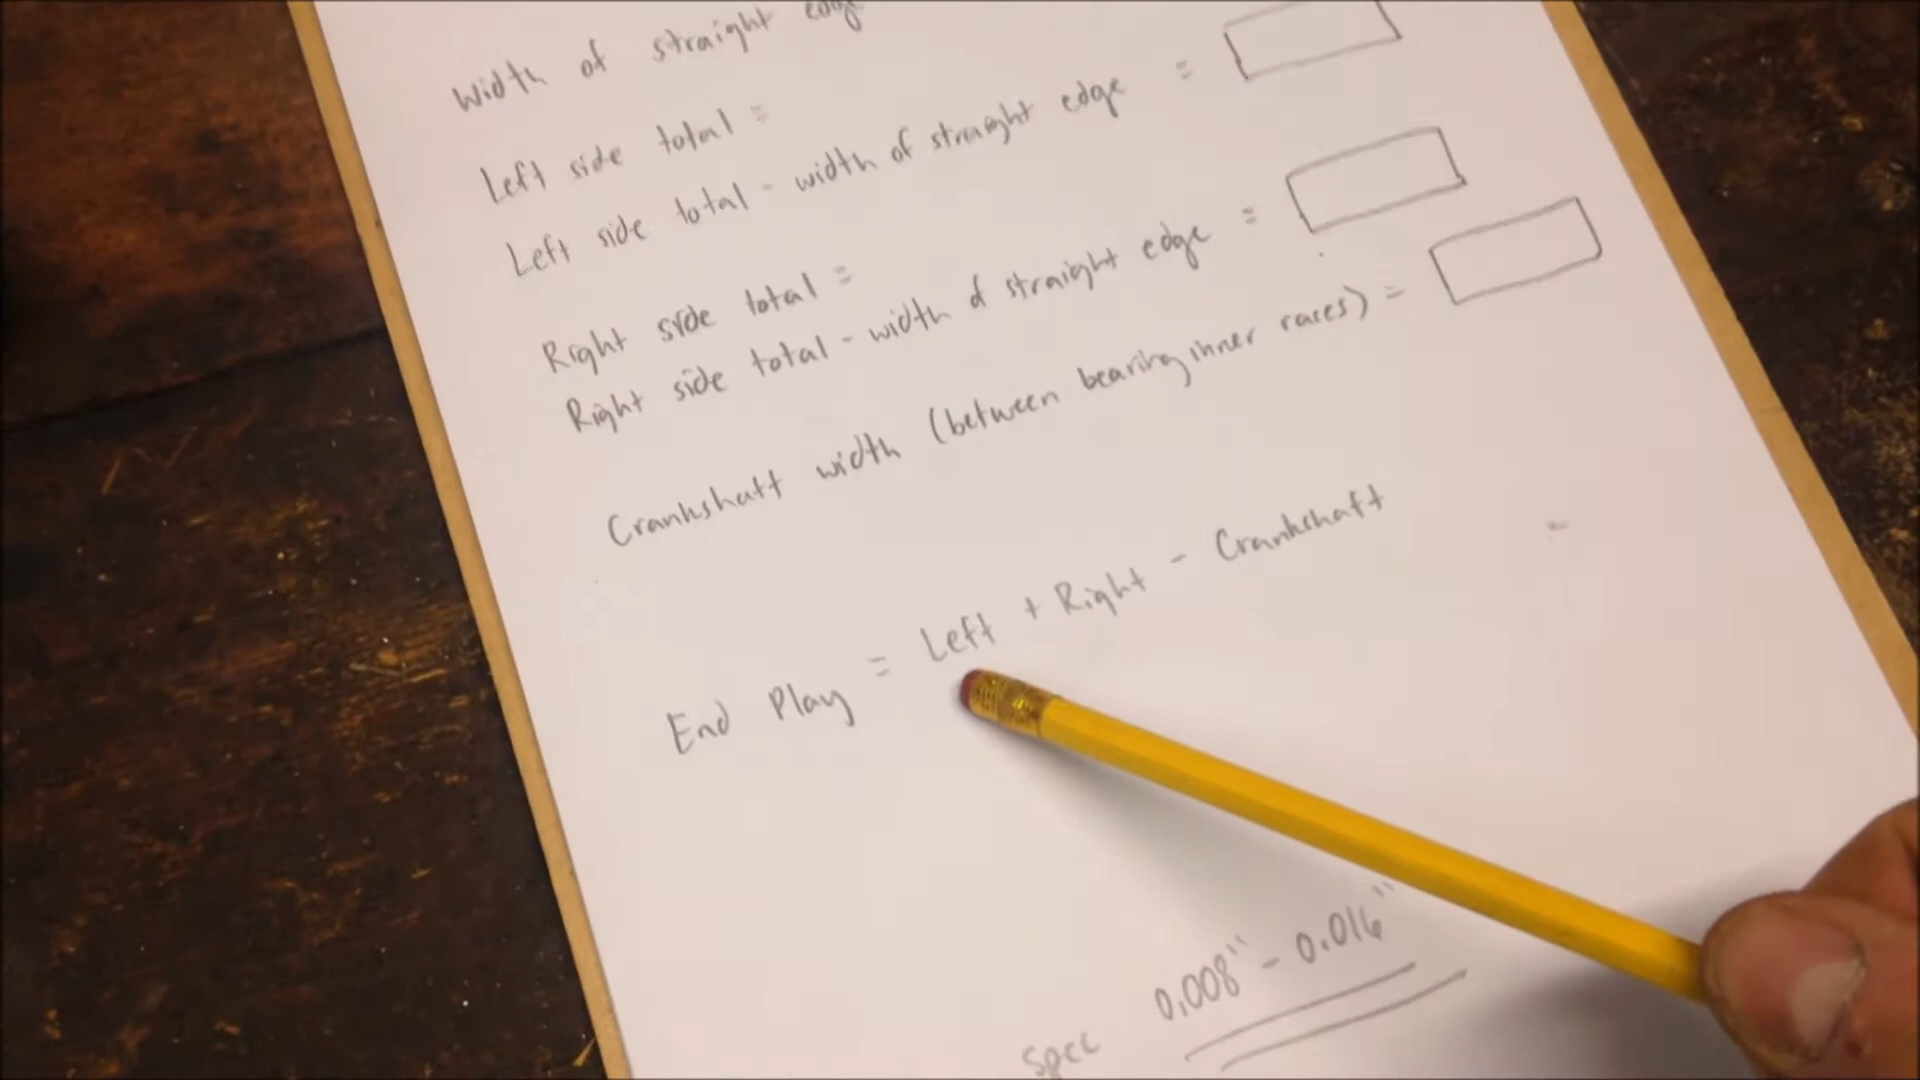 Width of straight edge
Left side total =
Left side total - width of straight edge =
Right side total =
Right side total - width of straight edge =
Crankshaft width (between bearing inner races) =
End Play = Left + Right - Crankshaft =
Spec 0.008" - 0.016"